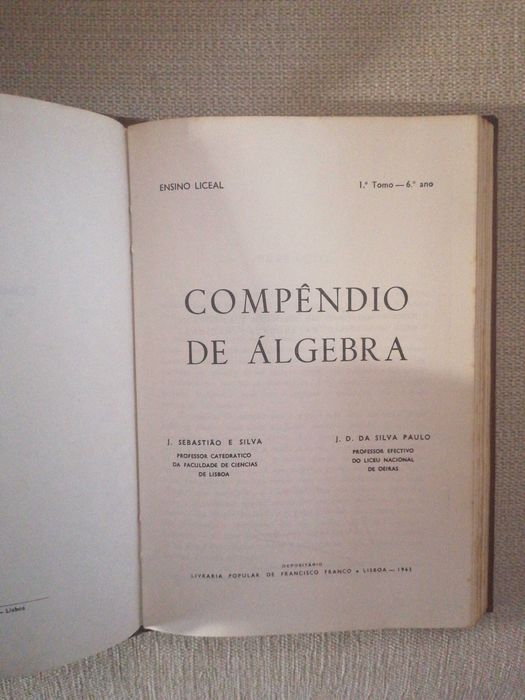 ENSINO LICEAL 1.º Tomo — 6.º ano
COMPÊNDIO
DE ÁLGEBRA
J. SEBASTIÃO E SILVA
PROFESSOR CATEDRÁTICO
DA FACULDADE DE CIÊNCIAS
DE LISBOA
J. D. DA SILVA PAULO
PROFESSOR EFECTIVO
DO LICEU NACIONAL
DE OEIRAS
DEPOSITÁRIO
LIVRARIA POPULAR DE FRANCISCO FRANCO • LISBOA — 1963
— Lisboa